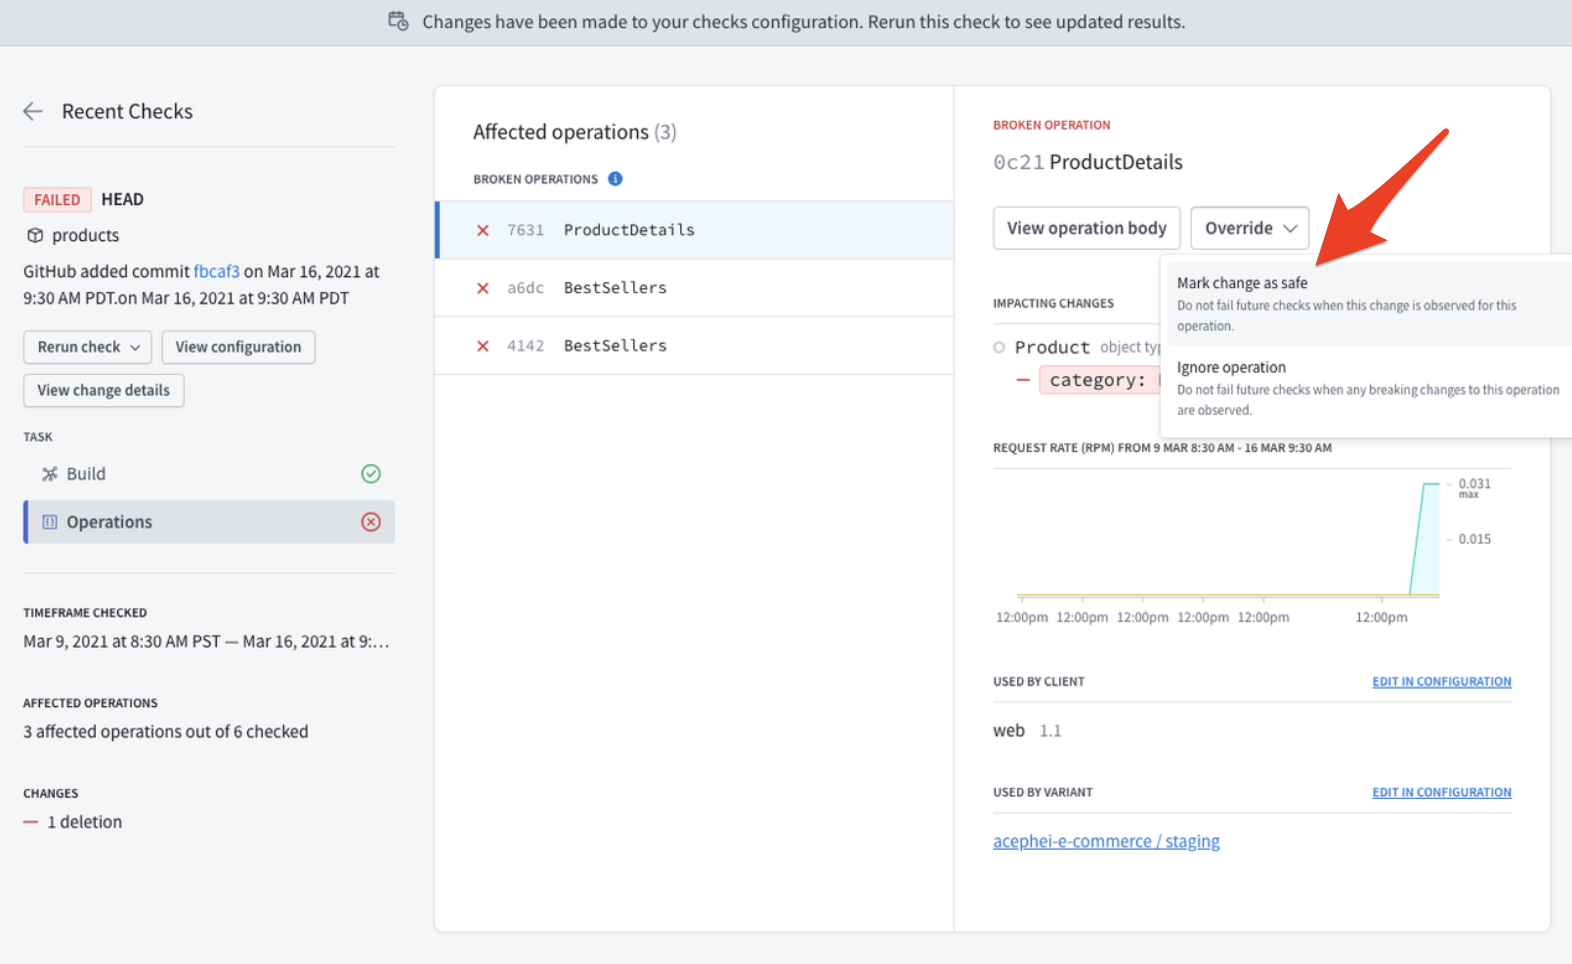 Changes have been made to your checks configuration. Rerun this check to see updated results.
Recent Checks
FAILED HEAD
products
GitHub added commit fbcaf3 on Mar 16, 2021 at
9:30 AM PDT.on Mar 16, 2021 at 9:30 AM PDT
Rerun check View configuration
View change details
TASK
Build
Operations
TIMEFRAME CHECKED
Mar 9, 2021 at 8:30 AM PST — Mar 16, 2021 at 9:...
AFFECTED OPERATIONS
3 affected operations out of 6 checked
CHANGES
1 deletion
Affected operations (3)
BROKEN OPERATIONS
7631 ProductDetails
a6dc BestSellers
4142 BestSellers
BROKEN OPERATION
0c21 ProductDetails
View operation body Override
Mark change as safe
Do not fail future checks when this change is observed for this
operation.
Ignore operation
Do not fail future checks when any breaking changes to this operation
are observed.
IMPACTING CHANGES
Product object
category:
REQUEST RATE (RPM) FROM 9 MAR 8:30 AM - 16 MAR 9:30 AM
0.031
max
0.015
12:00pm 12:00pm 12:00pm 12:00pm 12:00pm 12:00pm
USED BY CLIENT EDIT IN CONFIGURATION
web 1.1
USED BY VARIANT EDIT IN CONFIGURATION
acephei-e-commerce / staging